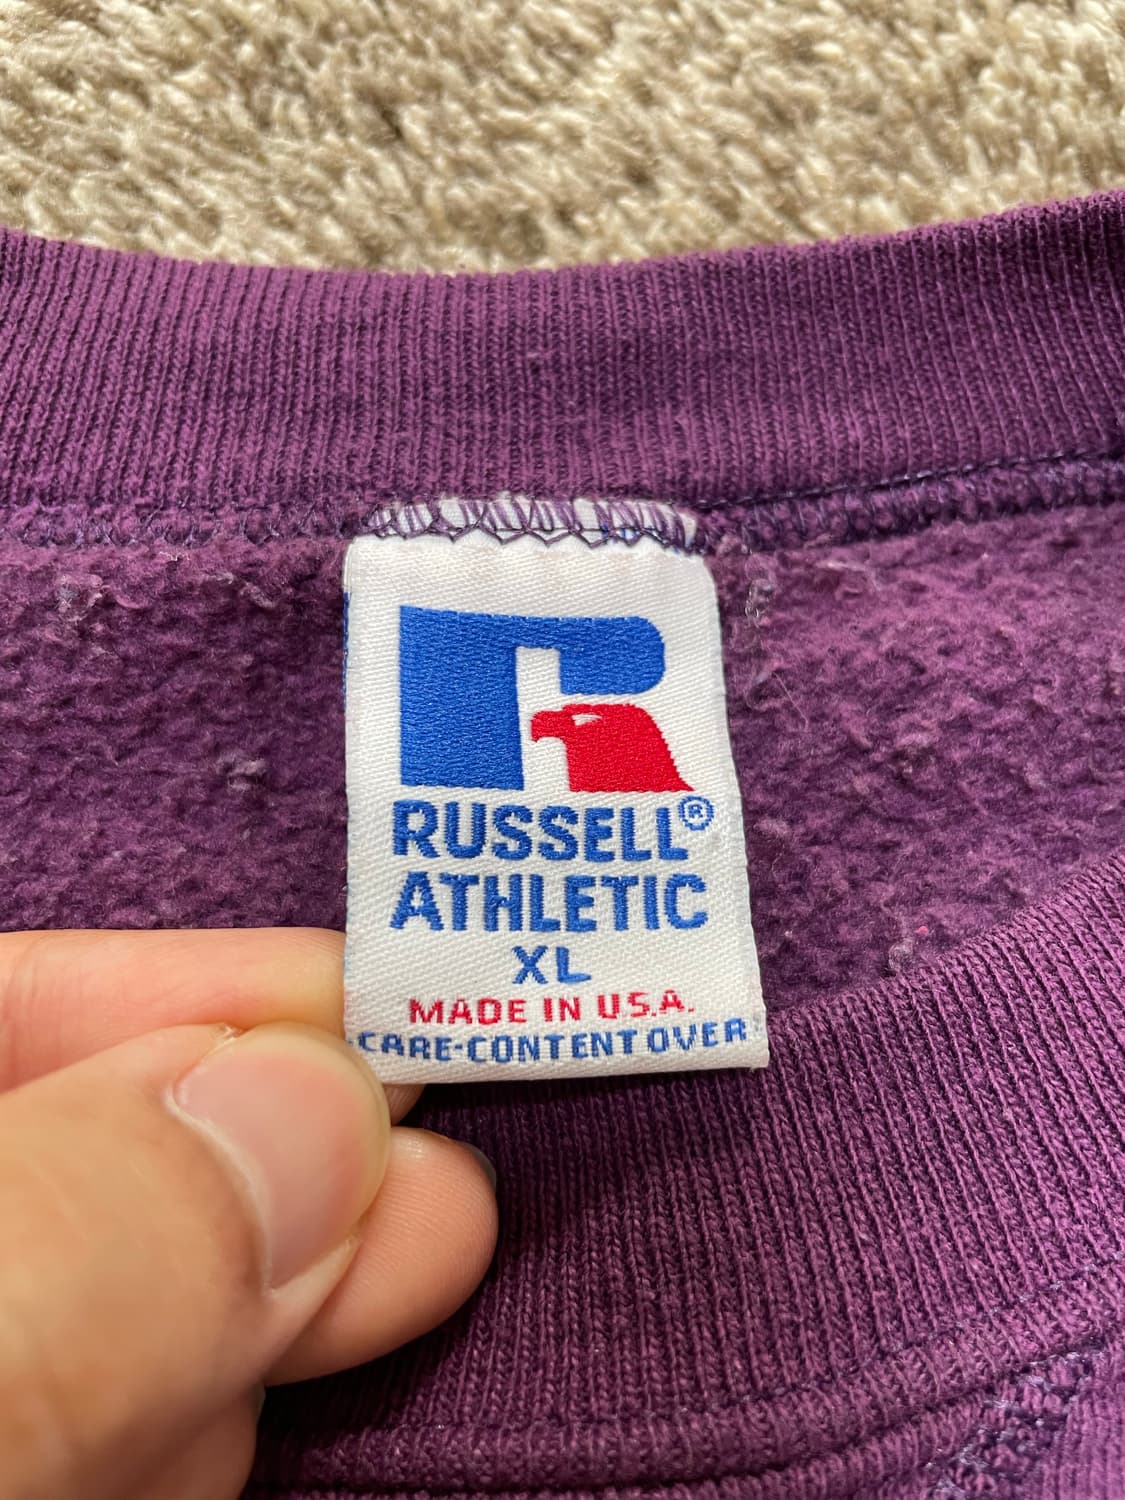 RUSSELL®
ATHLETIC
XL
MADE IN U.S.A.
CARE-CONTENT OVER